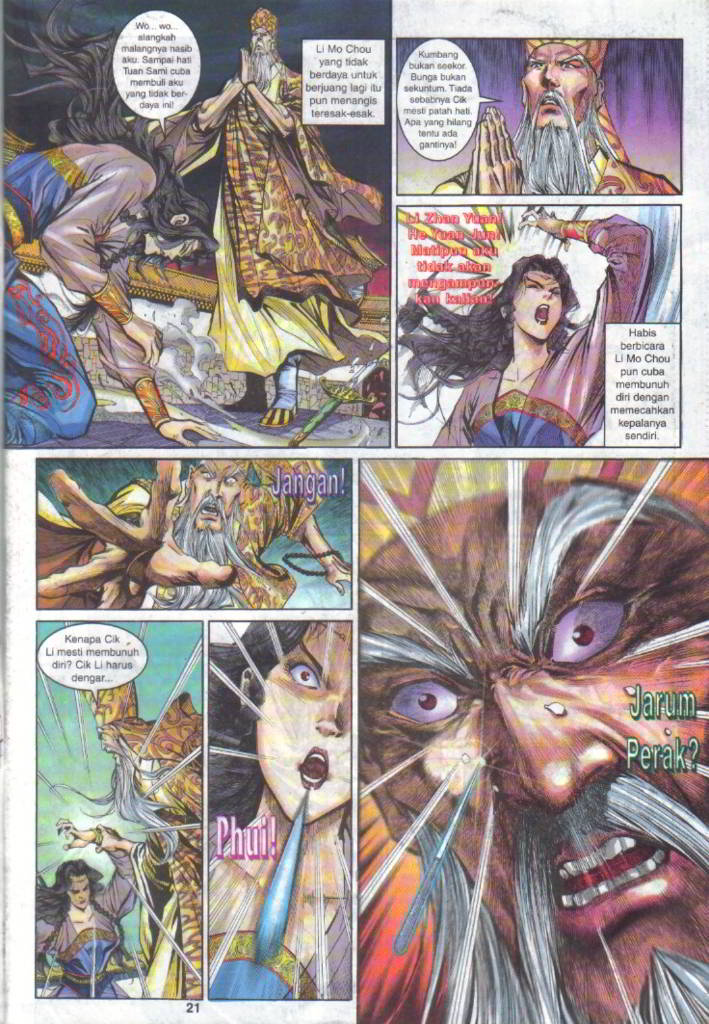 Wo... wo...
alangkah
malangnya nasib
aku. Sampai hati
Tuan Sami cuba
membuli aku
yang tidak ber-
daya ini!
Li Mo Chou
yang tidak
berdaya untuk
berjuang lagi itu
pun menangis
teresak-esak.
Kumbang
bukan seekor.
Bunga bukan
sekuntum. Tiada
sebabnya Cik
mesti patah hati.
Apa yang hilang
tentu ada
gantinya!
Li Zhan Yuan!
He Yuan Jun!
Matipun aku
tidak akan
mengampun-
kan kalian!
Habis
berbicara
Li Mo Chou
pun cuba
membunuh
diri dengan
memecahkan
kepalanya
sendiri.
Jangan!
Kenapa Cik
Li mesti membunuh
diri? Cik Li harus
dengar...
Phui!
Jarum
Perak?
21